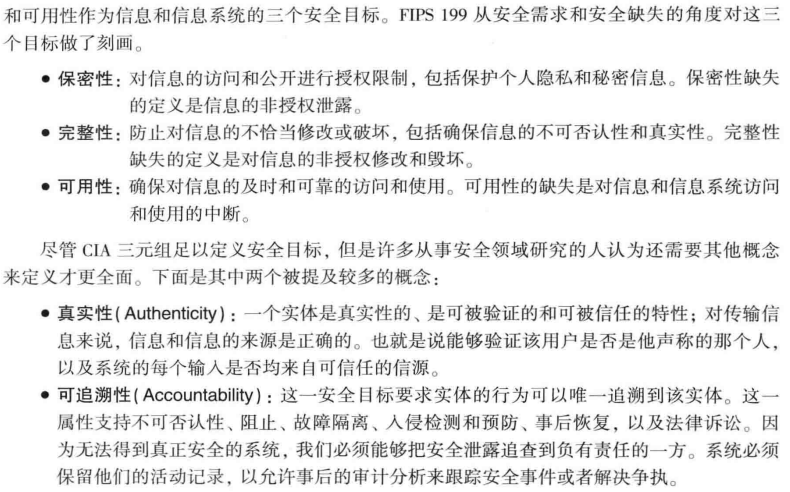 和可用性作为信息和信息系统的三个安全目标。FIPS 199 从安全需求和安全缺失的角度对这三
个目标做了刻画。
● 保密性：对信息的访问和公开进行授权限制，包括保护个人隐私和秘密信息。保密性缺失
的定义是信息的非授权泄露。
● 完整性：防止对信息的不恰当修改或破坏，包括确保信息的不可否认性和真实性。完整性
缺失的定义是对信息的非授权修改和毁坏。
● 可用性：确保对信息的及时和可靠的访问和使用。可用性的缺失是对信息和信息系统访问
和使用的中断。
尽管 CIA 三元组足以定义安全目标，但是许多从事安全领域研究的人认为还需要其他概念
来定义才更全面。下面是其中两个被提及较多的概念：
● 真实性（Authenticity）：一个实体是真实性的、是可被验证的和可被信任的特性；对传输信
息来说，信息和信息的来源是正确的。也就是说能够验证该用户是否是他声称的那个人，
以及系统的每个输入是否均来自可信任的信源。
● 可追溯性（Accountability）：这一安全目标要求实体的行为可以唯一追溯到该实体。这一
属性支持不可否认性、阻止、故障隔离、入侵检测和预防、事后恢复，以及法律诉讼。因
为无法得到真正安全的系统，我们必须能够把安全泄露追查到负有责任的一方。系统必须
保留他们的活动记录，以允许事后的审计分析来跟踪安全事件或者解决争执。